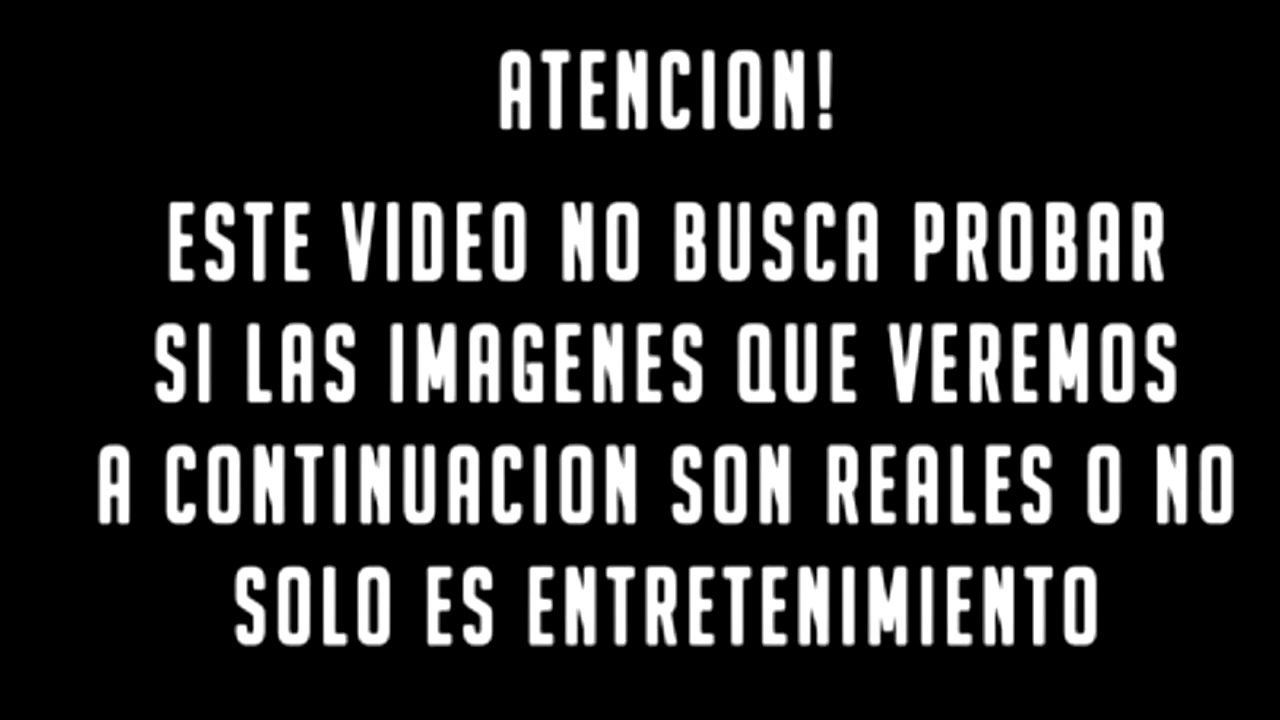 ATENCION!
ESTE VIDEO NO BUSCA PROBAR
SI LAS IMAGENES QUE VEREMOS
A CONTINUACION SON REALES O NO
SOLO ES ENTRETENIMIENTO